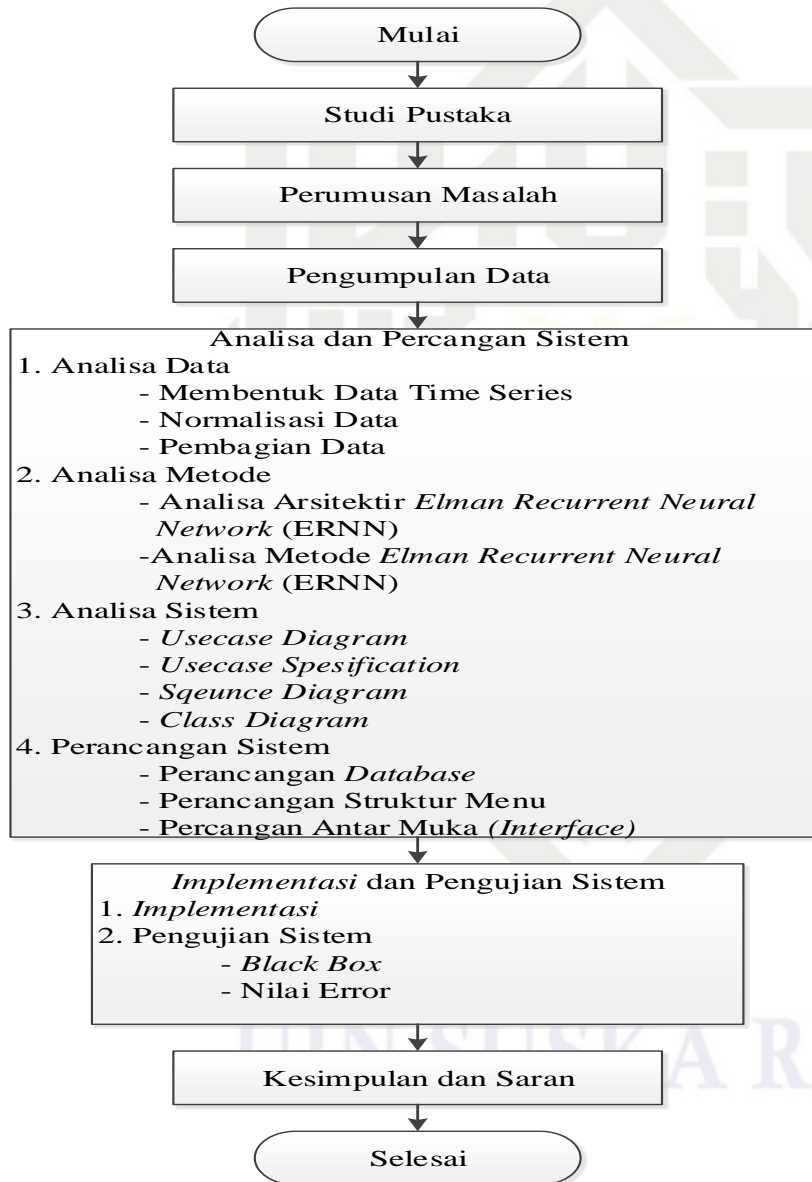 Mulai
Studi Pustaka
Perumusan Masalah
Pengumpulan Data
Analisa dan Percangan Sistem
1. Analisa Data
- Membentuk Data Time Series
- Normalisasi Data
- Pembagian Data
2. Analisa Metode
- Analisa Arsitektir Elman Recurrent Neural
Network (ERNN)
-Analisa Metode Elman Recurrent Neural
Network (ERNN)
3. Analisa Sistem
- Usecase Diagram
- Usecase Spesification
- Sqeunce Diagram
- Class Diagram
4. Perancangan Sistem
- Perancangan Database
- Perancangan Struktur Menu
- Percangan Antar Muka (Interface)
Implementasi dan Pengujian Sistem
1. Implementasi
2. Pengujian Sistem
- Black Box
- Nilai Error
UIN SUSKA R
Kesimpulan dan Saran
Selesai